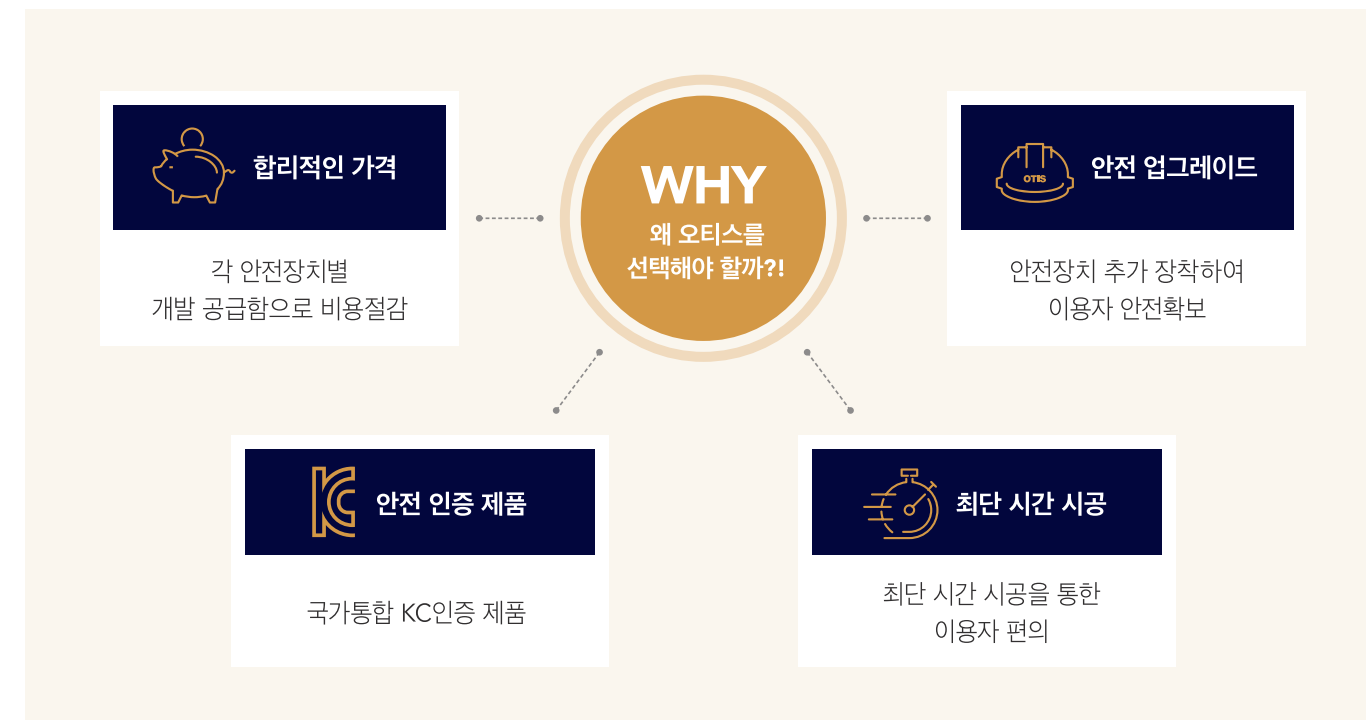 합리적인 가격
각 안전장치별
개발 공급함으로 비용절감
WHY
왜 오티스를
선택해야 할까?!
OTIS
안전 업그레이드
안전장치 추가 장착하여
이용자 안전확보
KC
안전 인증 제품
국가통합 KC인증 제품
최단 시간 시공
최단 시간 시공을 통한
이용자 편의